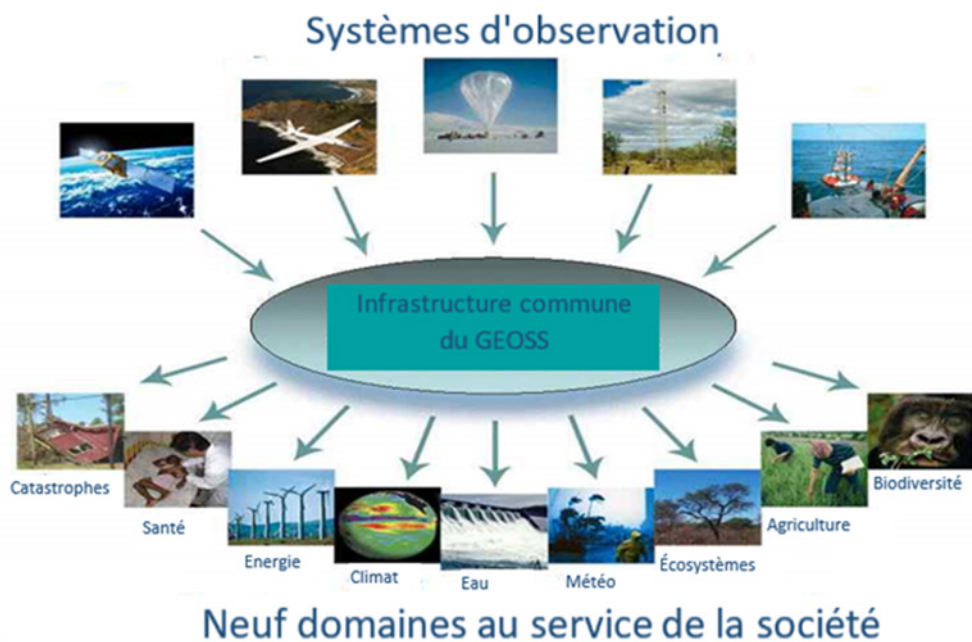 Systèmes d'observation
Infrastructure commune
du GEOSS
Catastrophes
Santé
Energie
Climat
Eau
Météo
Écosystèmes
Agriculture
Biodiversité
Neuf domaines au service de la société